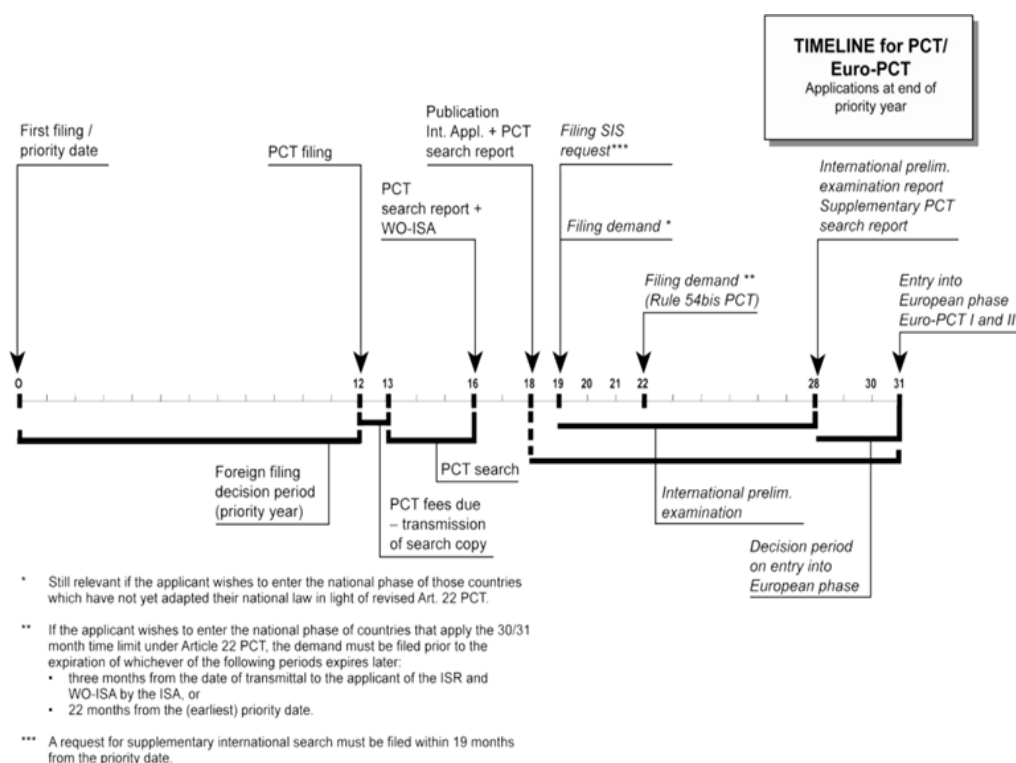 TIMELINE for PCT/
Euro-PCT
Applications at end of
priority year
First filing /
priority date
PCT filing
PCT
search report +
WO-ISA
Publication
Int. Appl. + PCT
search report
Filing SIS
request***
Filing demand *
Filing demand **
(Rule 54bis PCT)
International prelim.
examination report
Supplementary PCT
search report
Entry into
European phase
Euro-PCT I and II
0 12 13 16 18 19 20 21 22 28 30 31
Foreign filing
decision period
(priority year)
PCT fees due
– transmission
of search copy
PCT search
International prelim.
examination
Decision period
on entry into
European phase
* Still relevant if the applicant wishes to enter the national phase of those countries
which have not yet adapted their national law in light of revised Art. 22 PCT.
** If the applicant wishes to enter the national phase of countries that apply the 30/31
month time limit under Article 22 PCT, the demand must be filed prior to the
expiration of whichever of the following periods expires later:
• three months from the date of transmittal to the applicant of the ISR and
WO-ISA by the ISA, or
• 22 months from the (earliest) priority date.
*** A request for supplementary international search must be filed within 19 months
from the priority date.